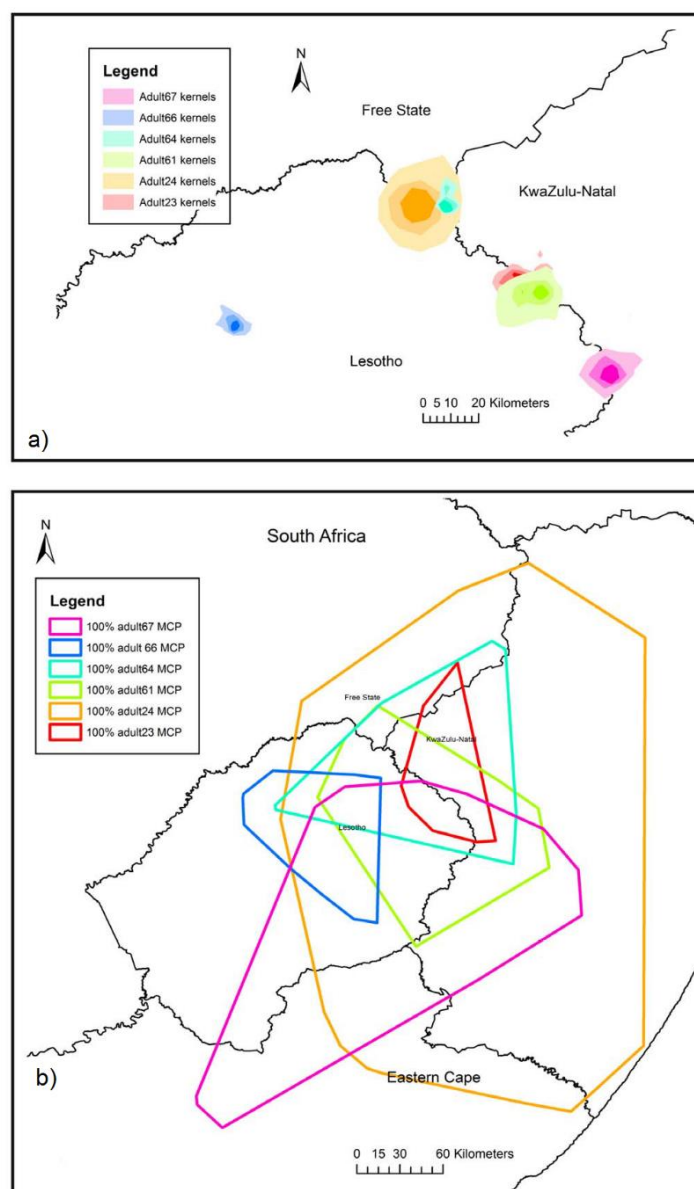 N
Legend
Adult67 kernels
Adult66 kernels
Adult64 kernels
Adult61 kernels
Adult24 kernels
Adult23 kernels
Free State
KwaZulu-Natal
Lesotho
0 5 10 20 Kilometers
a)
N
South Africa
Legend
100% adult67 MCP
100% adult 66 MCP
100% adult64 MCP
100% adult61 MCP
100% adult24 MCP
100% adult23 MCP
Free State
KwaZulu-Natal
Lesotho
Eastern Cape
b)
0 15 30 60 Kilometers